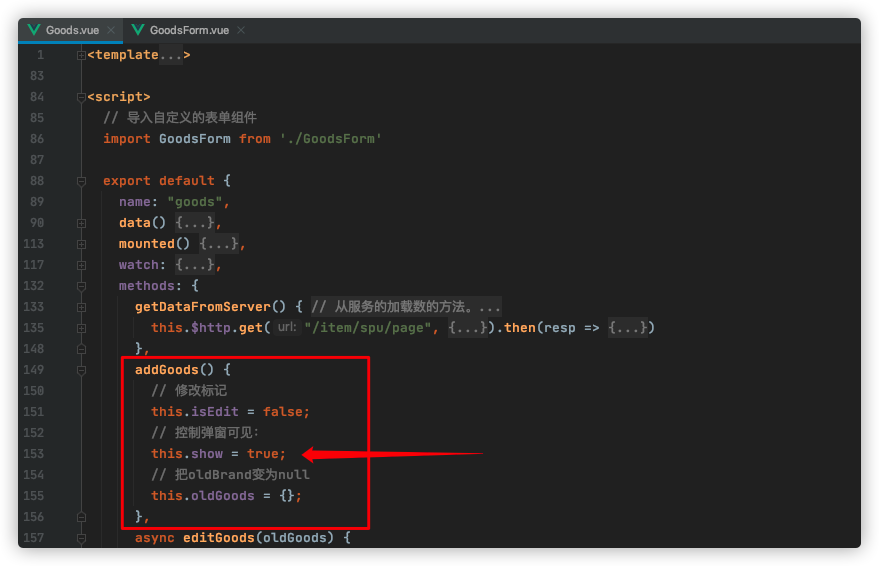 Goods.vue
GoodsForm.vue
1 <template...>
83
84 <script>
85 // 导入自定义的表单组件
86 import GoodsForm from './GoodsForm'
87
88 export default {
89 name: "goods",
90 data() {...},
113 mounted() {...},
117 watch: {...},
132 methods: {
133 getDataFromServer() { // 从服务的加载数的方法。...
135 this.$http.get( url: "/item/spu/page", {...}).then(resp => {...})
148 },
149 addGoods() {
150 // 修改标记
151 this.isEdit = false;
152 // 控制弹窗可见：
153 this.show = true;
154 // 把oldBrand变为null
155 this.oldGoods = {};
156 },
157 async editGoods(oldGoods) {